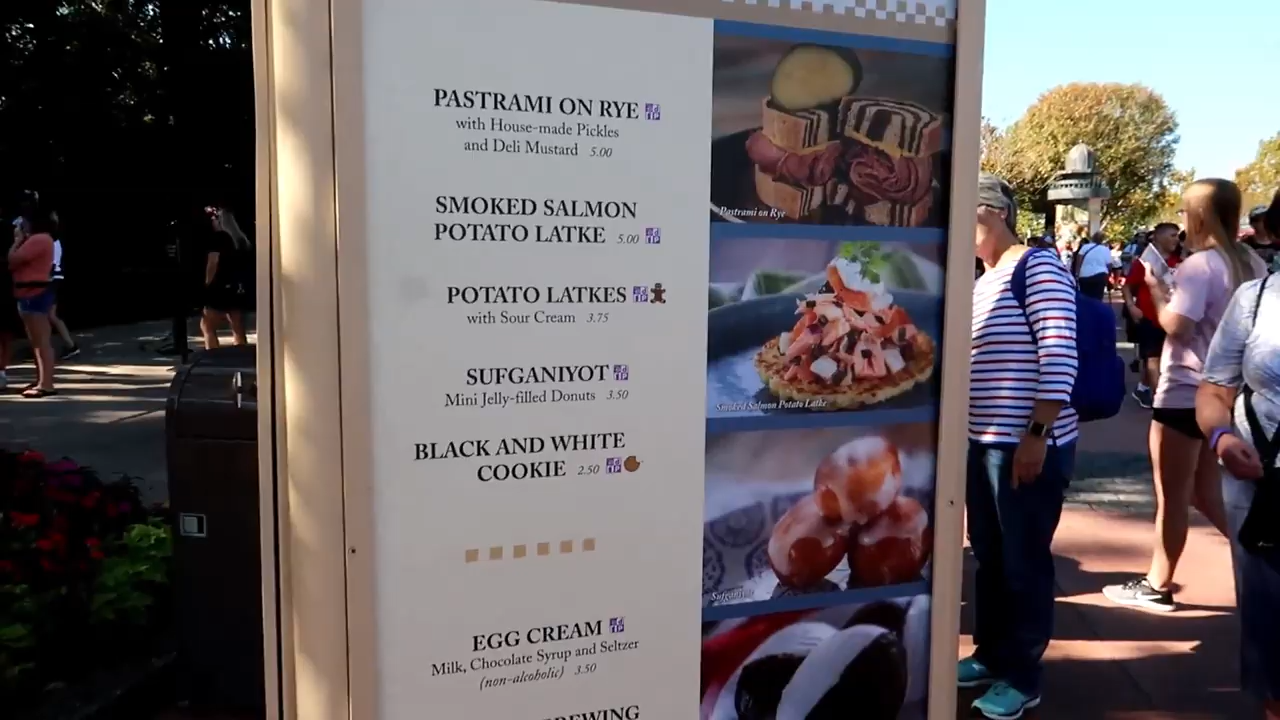 PASTRAMI ON RYE
with House-made Pickles
and Deli Mustard 5.00
SMOKED SALMON
POTATO LATKE 5.00
POTATO LATKES
with Sour Cream 3.75
SUFGANIYOT
Mini Jelly-filled Donuts 3.50
BLACK AND WHITE
COOKIE 2.50
EGG CREAM
Milk, Chocolate Syrup and Seltzer
(non-alcoholic) 3.50
Pastrami on Rye
Smoked Salmon Potato Latke
Sufganiyot